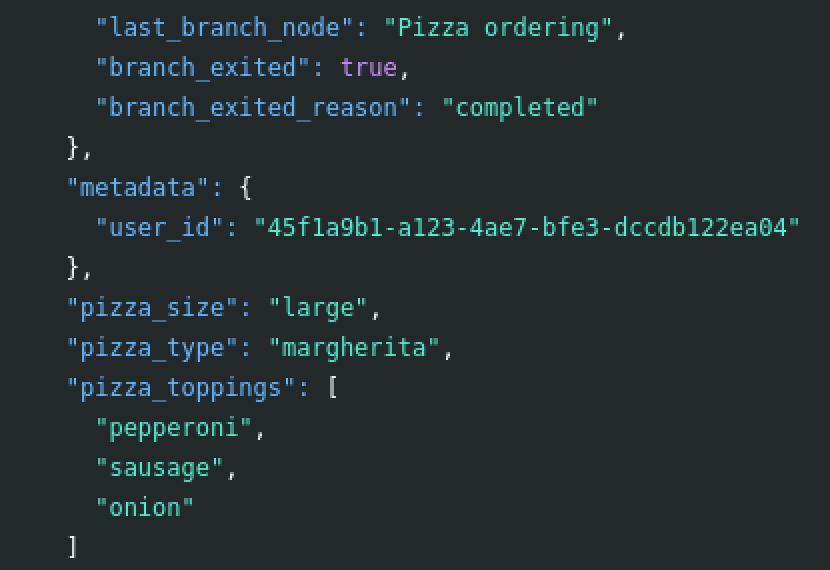 "last_branch_node": "Pizza ordering",
"branch_exited": true,
"branch_exited_reason": "completed"
},
"metadata": {
"user_id": "45f1a9b1-a123-4ae7-bfe3-dccdb122ea04"
},
"pizza_size": "large",
"pizza_type": "margherita",
"pizza_toppings": [
"pepperoni",
"sausage",
"onion"
]